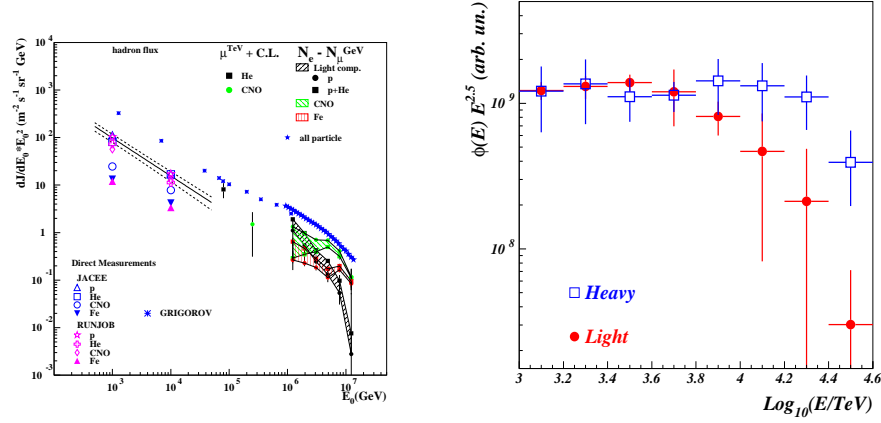 hadron flux
μ^TeV + C.L.
N_e - N_μ^GeV
He
CNO
Light comp.
p
p+He
CNO
Fe
all particle
dJ/dE_0*E_0^2 (m^-2 s^-1 sr^-1 GeV)
10^4
10^3
10^2
10
1
10^-1
10^-2
10^-3
Direct Measurements
JACEE
p
He
CNO
Fe
RUNJOB
p
He
CNO
Fe
GRIGOROV
10^3 10^4 10^5 10^6 10^7
E_0(GeV)
ϕ(E) E^2.5 (arb. un.)
10^9
10^8
Heavy
Light
3 3.2 3.4 3.6 3.8 4 4.2 4.4 4.6
Log_10(E/TeV)